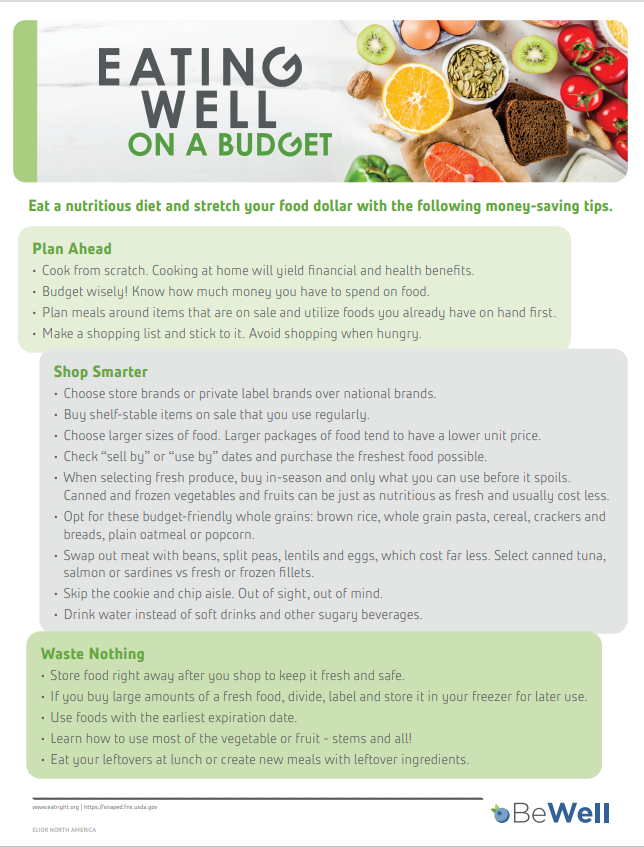 EATING
WELL
ON A BUDGET
Eat a nutritious diet and stretch your food dollar with the following money-saving tips.
Plan Ahead
• Cook from scratch. Cooking at home will yield financial and health benefits.
• Budget wisely! Know how much money you have to spend on food.
• Plan meals around items that are on sale and utilize foods you already have on hand first.
• Make a shopping list and stick to it. Avoid shopping when hungry.
Shop Smarter
• Choose store brands or private label brands over national brands.
• Buy shelf-stable items on sale that you use regularly.
• Choose larger sizes of food. Larger packages of food tend to have a lower unit price.
• Check “sell by” or “use by” dates and purchase the freshest food possible.
• When selecting fresh produce, buy in-season and only what you can use before it spoils.
Canned and frozen vegetables and fruits can be just as nutritious as fresh and usually cost less.
• Opt for these budget-friendly whole grains: brown rice, whole grain pasta, cereal, crackers and
breads, plain oatmeal or popcorn.
• Swap out meat with beans, split peas, lentils and eggs, which cost far less. Select canned tuna,
salmon or sardines vs fresh or frozen fillets.
• Skip the cookie and chip aisle. Out of sight, out of mind.
• Drink water instead of soft drinks and other sugary beverages.
Waste Nothing
• Store food right away after you shop to keep it fresh and safe.
• If you buy large amounts of a fresh food, divide, label and store it in your freezer for later use.
• Use foods with the earliest expiration date.
• Learn how to use most of the vegetable or fruit - stems and all!
• Eat your leftovers at lunch or create new meals with leftover ingredients.
www.eatright.org | https://snaped.fns.usda.gov
BeWell
ELIOR NORTH AMERICA